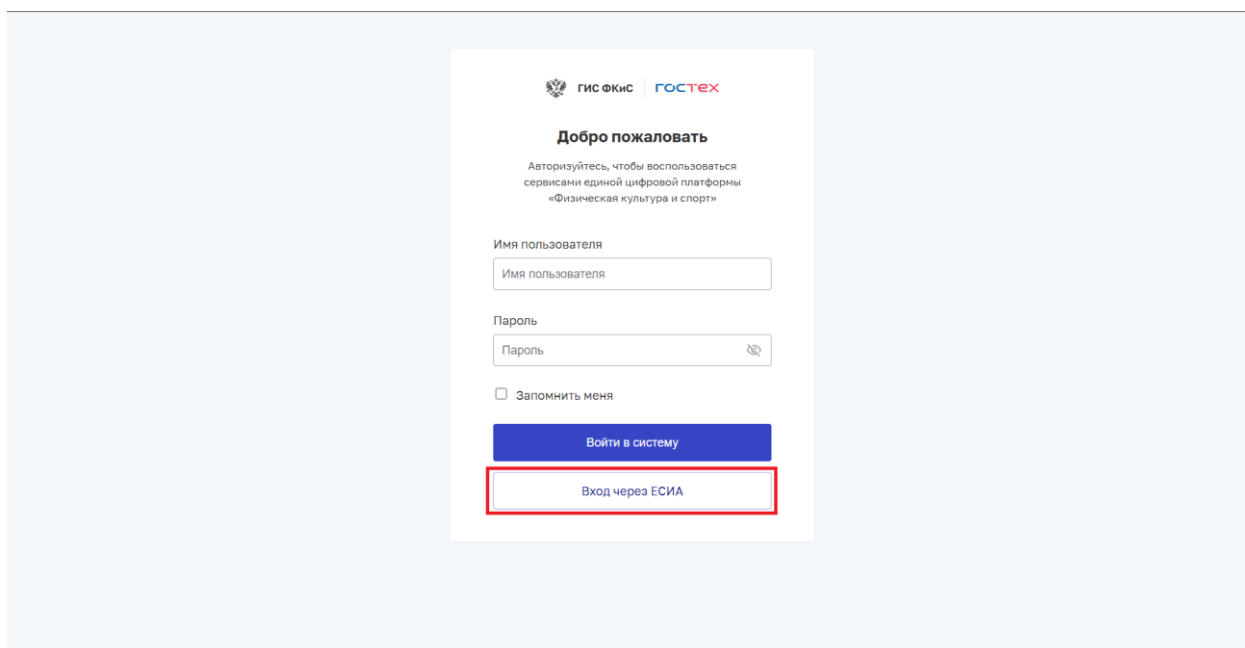 ГИС ФКиС ГОСТЕХ
Добро пожаловать
Авторизуйтесь, чтобы воспользоваться
сервисами единой цифровой платформы
«Физическая культура и спорт»
Имя пользователя
Имя пользователя
Пароль
Пароль
Запомнить меня
Войти в систему
Вход через ЕСИА